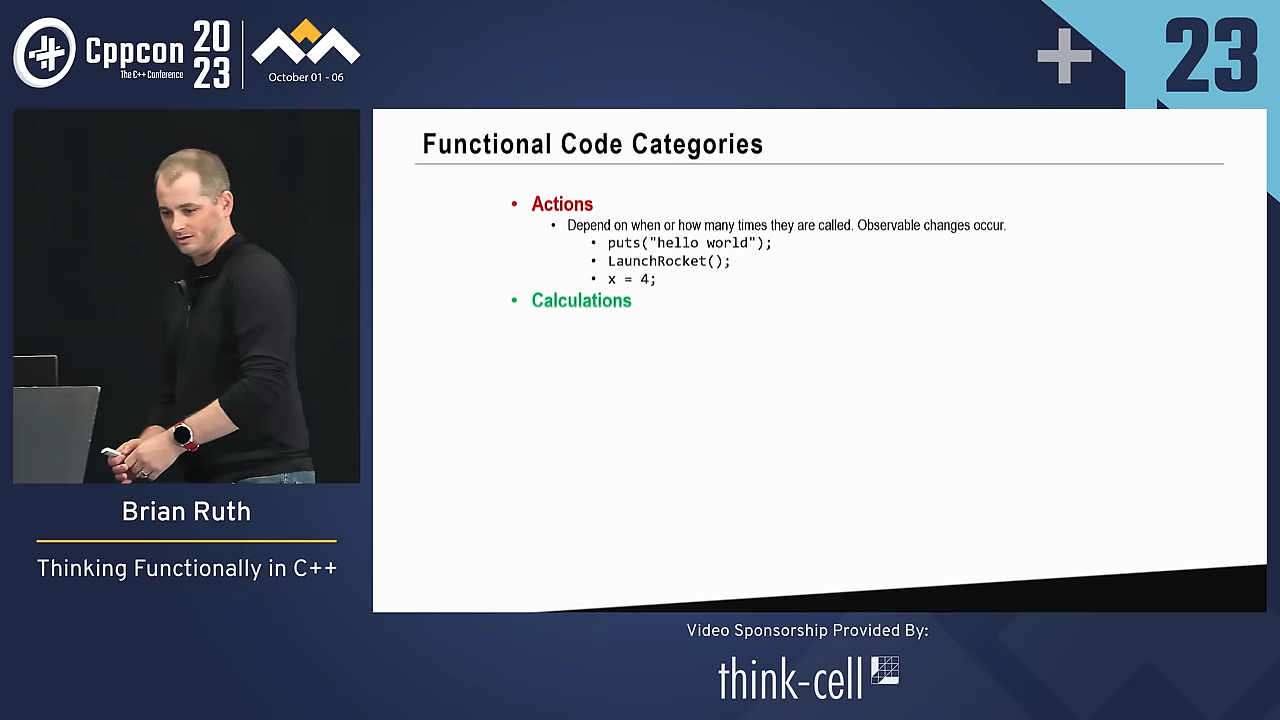 Cppcon
The C++ Conference
20
23
October 01 - 06
23
Functional Code Categories
• Actions
• Depend on when or how many times they are called. Observable changes occur.
• puts("hello world");
• LaunchRocket();
• x = 4;
• Calculations
Brian Ruth
Thinking Functionally in C++
Video Sponsorship Provided By:
think-cell